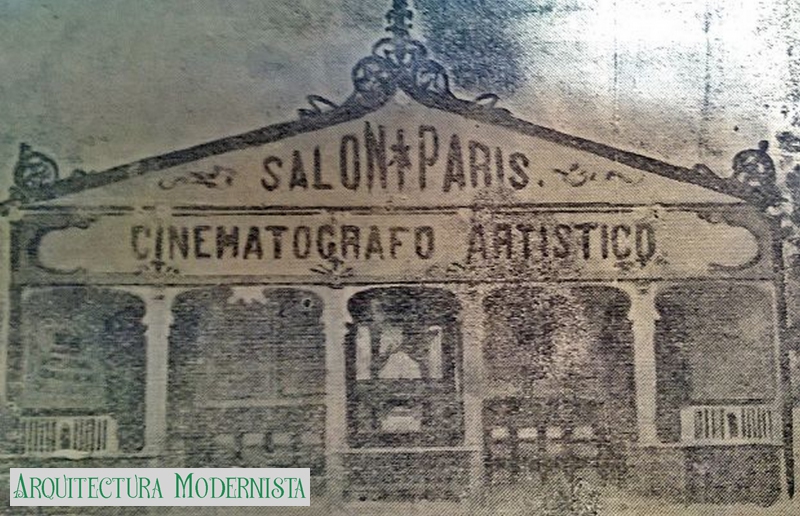 SALON * PARIS.
CINEMATOGRAFO ARTISTICO
ARQUITECTURA MODERNISTA